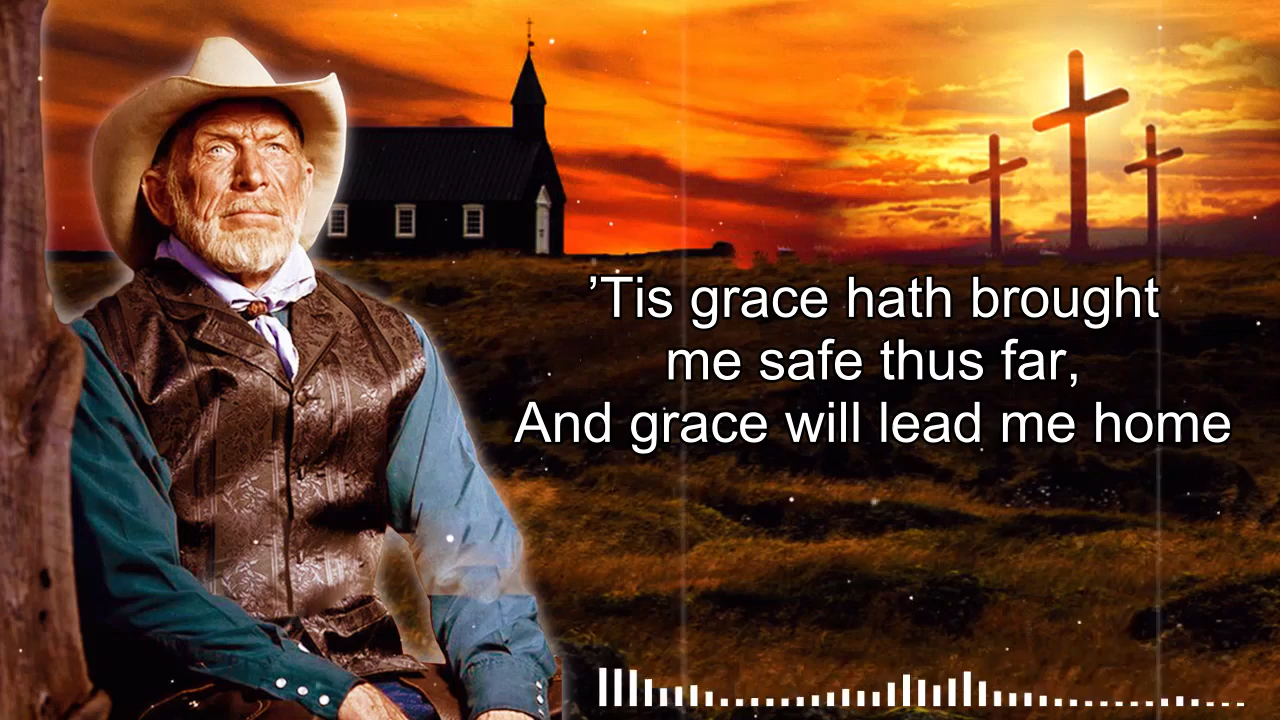 ’Tis grace hath brought
me safe thus far,
And grace will lead me home